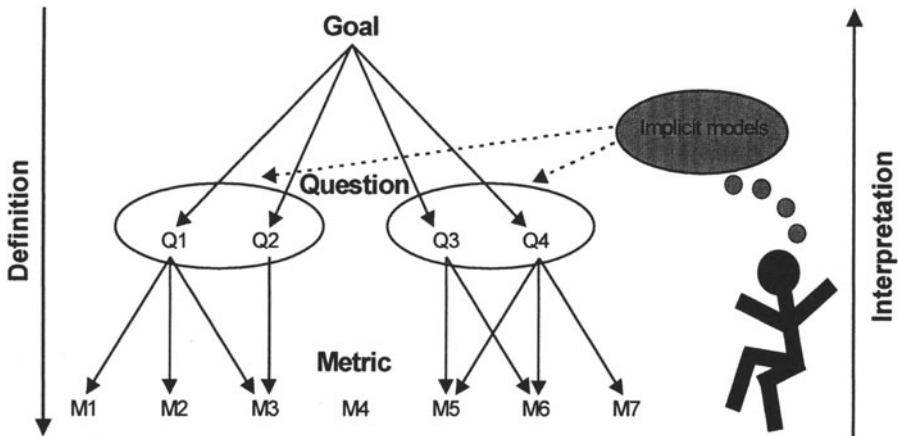 Goal
Implicit models
Question
Definition
Interpretation
Q1 Q2 Q3 Q4
Metric
M1 M2 M3 M4 M5 M6 M7